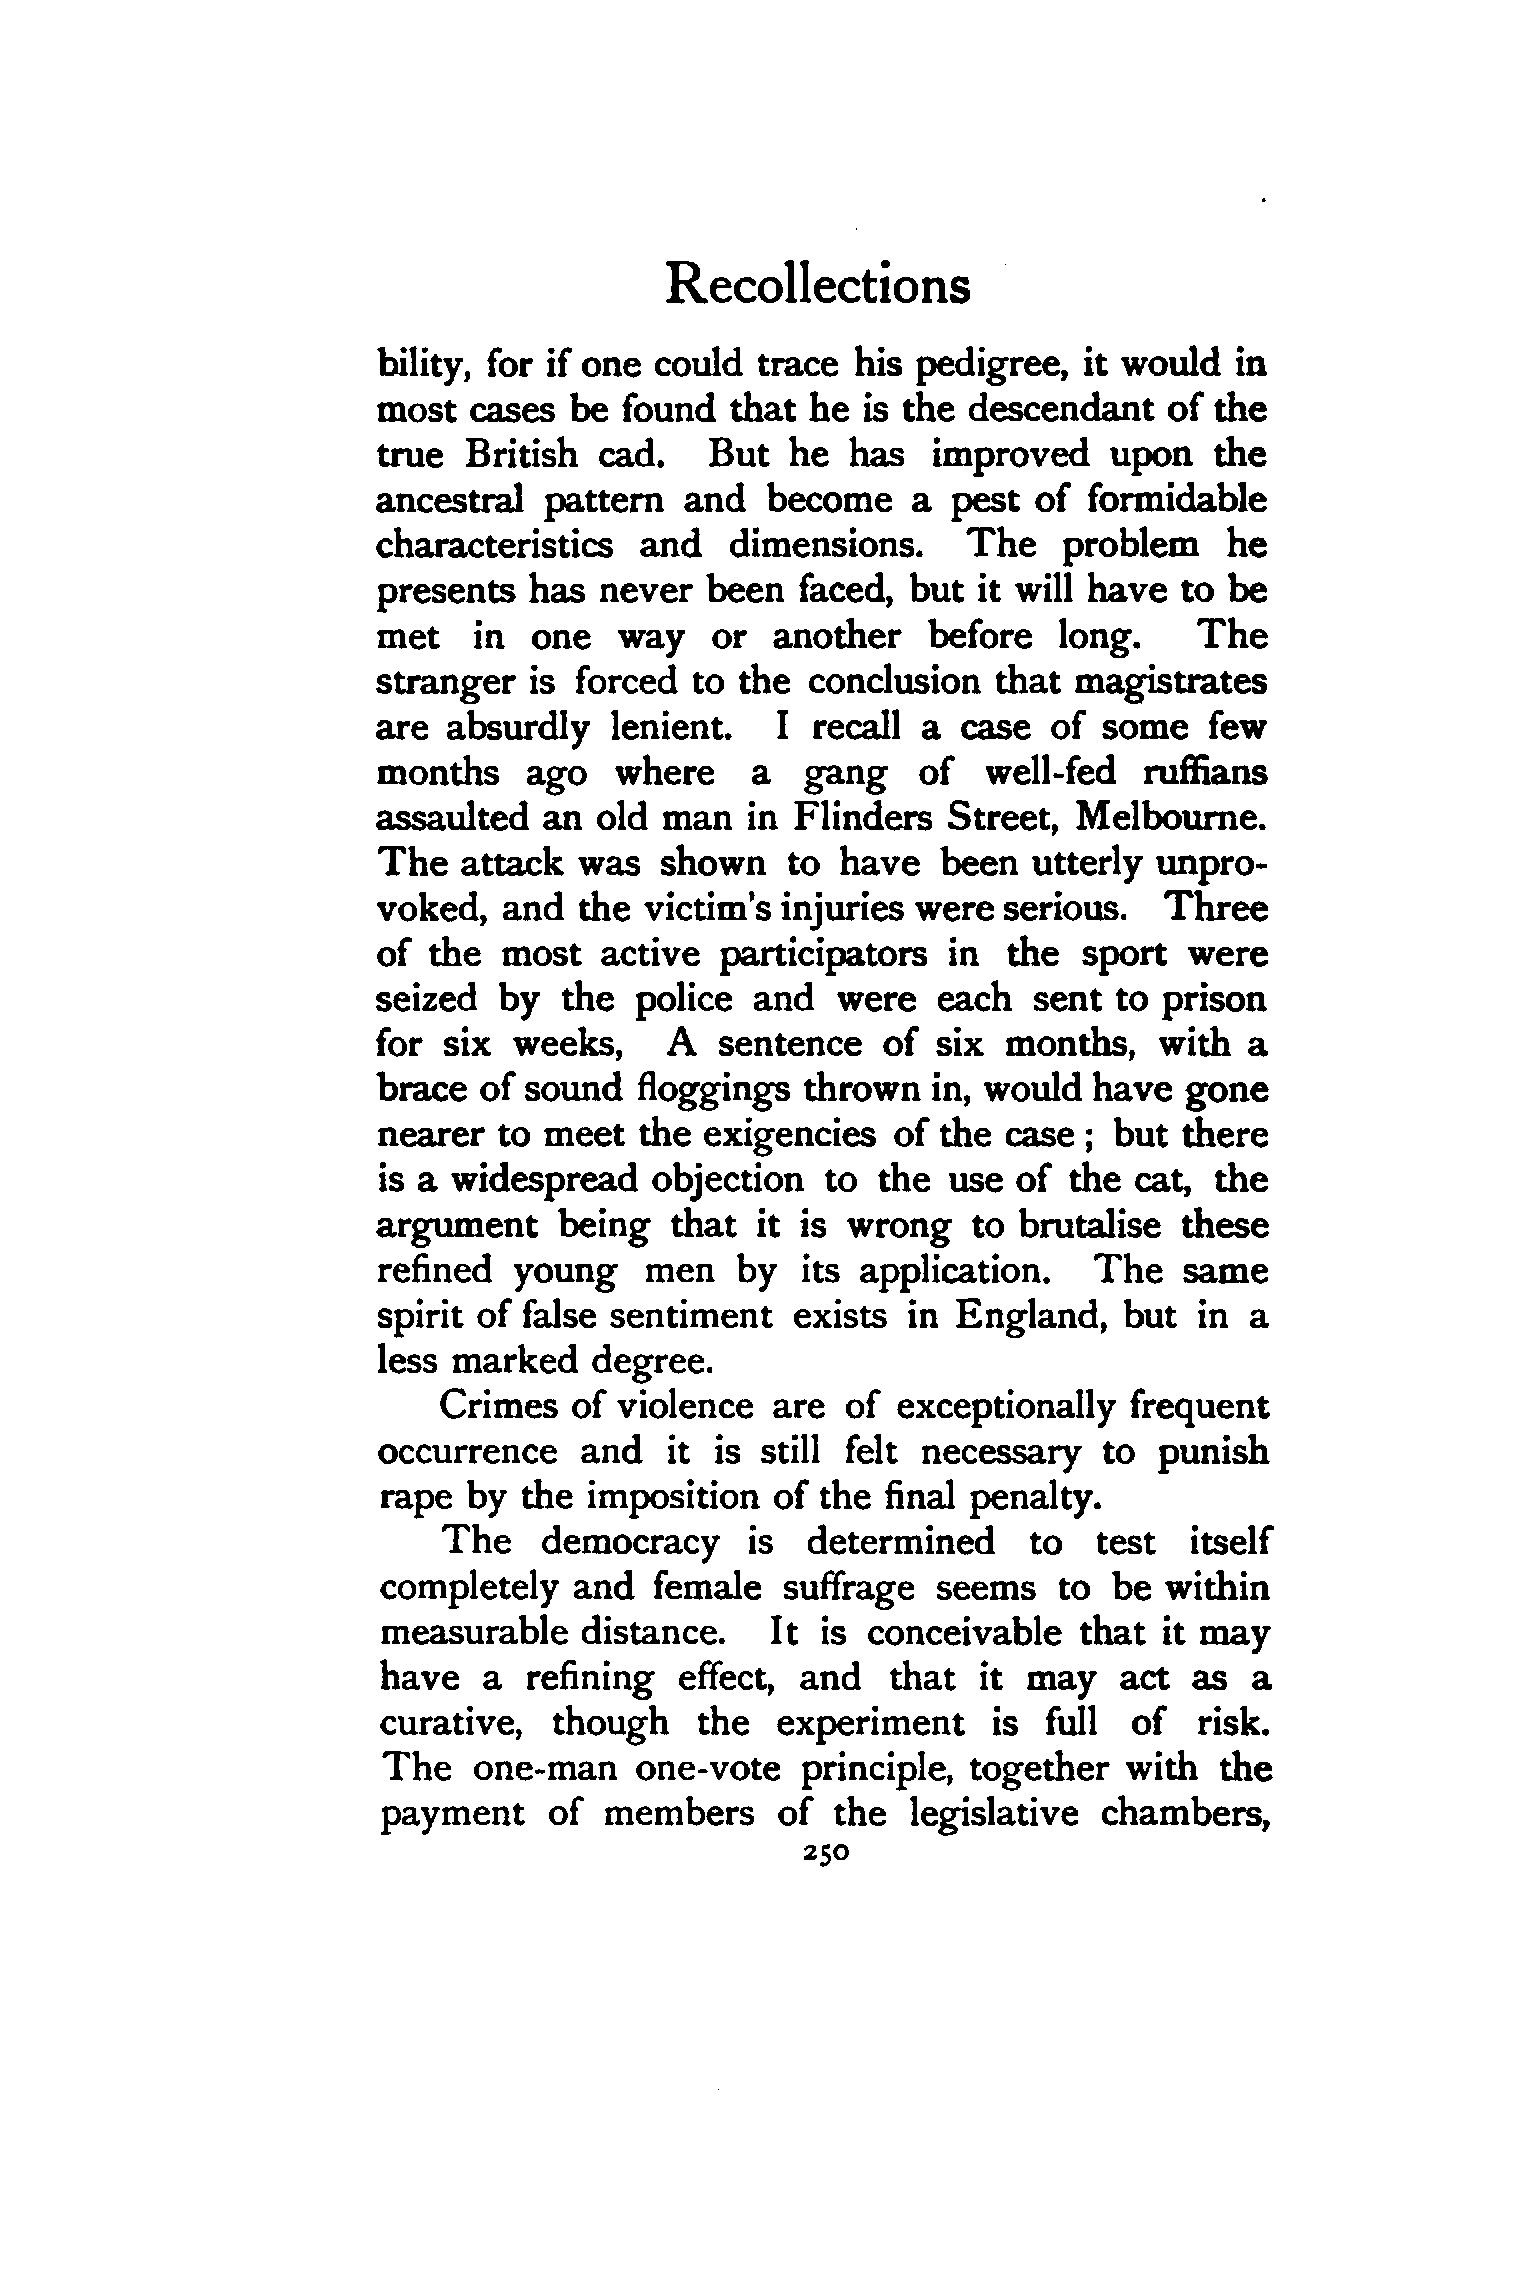 Recollections
bility, for if one could trace his pedigree, it would in
most cases be found that he is the descendant of the
true British cad. But he has improved upon the
ancestral pattern and become a pest of formidable
characteristics and dimensions. The problem he
presents has never been faced, but it will have to be
met in one way or another before long. The
stranger is forced to the conclusion that magistrates
are absurdly lenient. I recall a case of some few
months ago where a gang of well-fed ruffians
assaulted an old man in Flinders Street, Melbourne.
The attack was shown to have been utterly unpro-
voked, and the victim's injuries were serious. Three
of the most active participators in the sport were
seized by the police and were each sent to prison
for six weeks, A sentence of six months, with a
brace of sound floggings thrown in, would have gone
nearer to meet the exigencies of the case ; but there
is a widespread objection to the use of the cat, the
argument being that it is wrong to brutalise these
refined young men by its application. The same
spirit of false sentiment exists in England, but in a
less marked degree.
Crimes of violence are of exceptionally frequent
occurrence and it is still felt necessary to punish
rape by the imposition of the final penalty.
The democracy is determined to test itself
completely and female suffrage seems to be within
measurable distance. It is conceivable that it may
have a refining effect, and that it may act as a
curative, though the experiment is full of risk.
The one-man one-vote principle, together with the
payment of members of the legislative chambers,
250